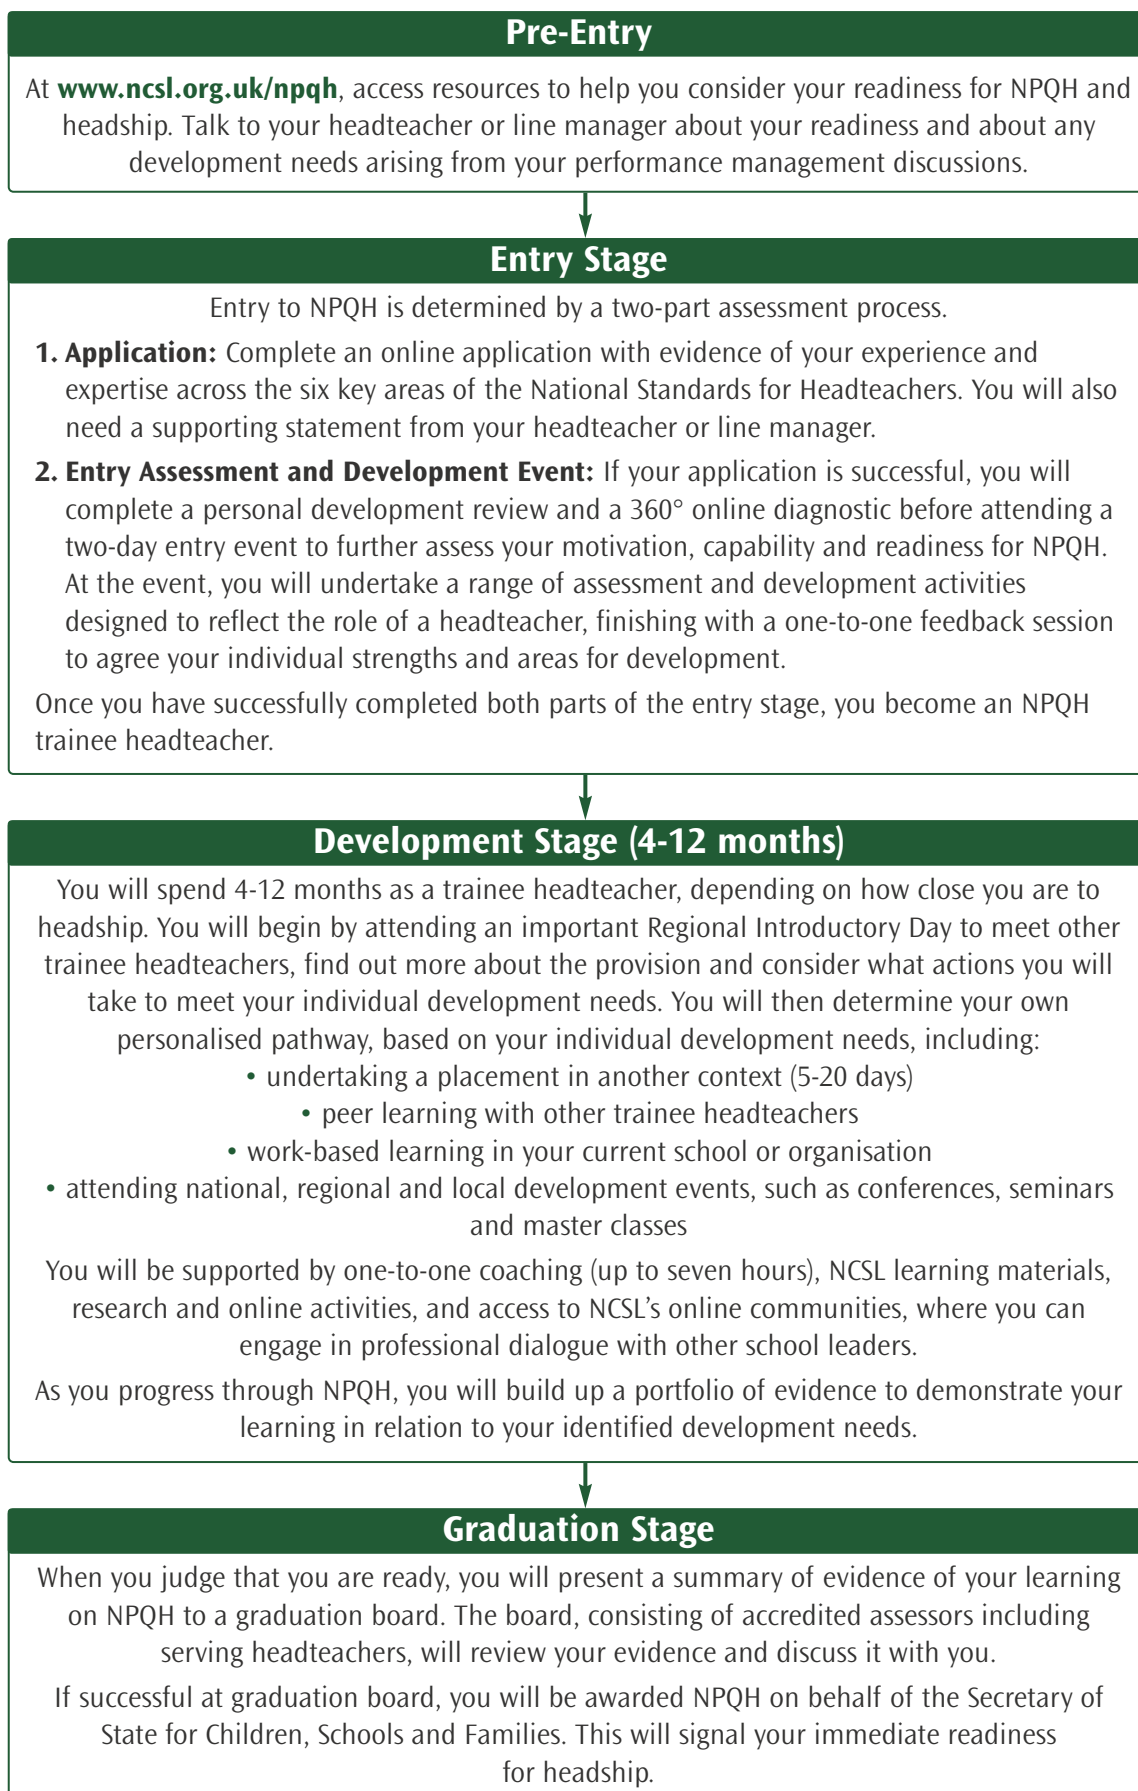 Pre-Entry
At www.ncsl.org.uk/npqh, access resources to help you consider your readiness for NPQH and
headship. Talk to your headteacher or line manager about your readiness and about any
development needs arising from your performance management discussions.
Entry Stage
Entry to NPQH is determined by a two-part assessment process.
1. Application: Complete an online application with evidence of your experience and
expertise across the six key areas of the National Standards for Headteachers. You will also
need a supporting statement from your headteacher or line manager.
2. Entry Assessment and Development Event: If your application is successful, you will
complete a personal development review and a 360° online diagnostic before attending a
two-day entry event to further assess your motivation, capability and readiness for NPQH.
At the event, you will undertake a range of assessment and development activities
designed to reflect the role of a headteacher, finishing with a one-to-one feedback session
to agree your individual strengths and areas for development.
Once you have successfully completed both parts of the entry stage, you become an NPQH
trainee headteacher.
Development Stage (4-12 months)
You will spend 4-12 months as a trainee headteacher, depending on how close you are to
headship. You will begin by attending an important Regional Introductory Day to meet other
trainee headteachers, find out more about the provision and consider what actions you will
take to meet your individual development needs. You will then determine your own
personalised pathway, based on your individual development needs, including:
• undertaking a placement in another context (5-20 days)
• peer learning with other trainee headteachers
• work-based learning in your current school or organisation
• attending national, regional and local development events, such as conferences, seminars
and master classes
You will be supported by one-to-one coaching (up to seven hours), NCSL learning materials,
research and online activities, and access to NCSL's online communities, where you can
engage in professional dialogue with other school leaders.
As you progress through NPQH, you will build up a portfolio of evidence to demonstrate your
learning in relation to your identified development needs.
Graduation Stage
When you judge that you are ready, you will present a summary of evidence of your learning
on NPQH to a graduation board. The board, consisting of accredited assessors including
serving headteachers, will review your evidence and discuss it with you.
If successful at graduation board, you will be awarded NPQH on behalf of the Secretary of
State for Children, Schools and Families. This will signal your immediate readiness
for headship.